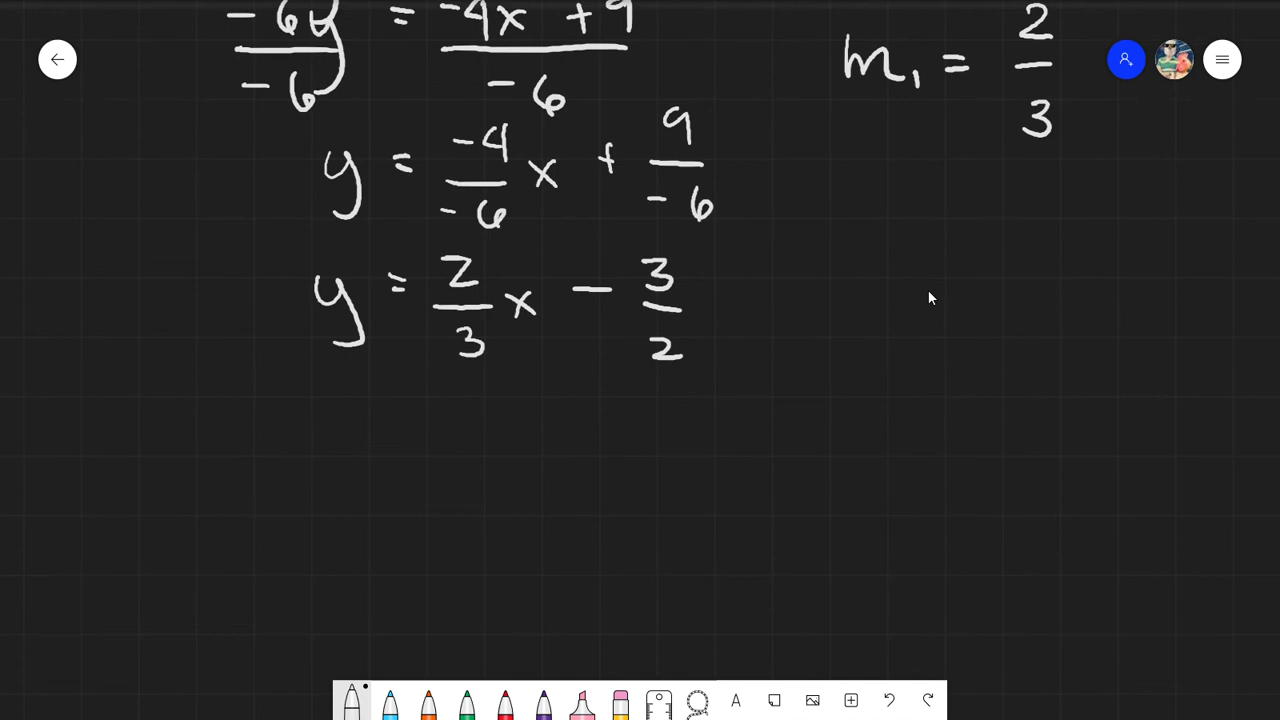 -6y/-6 = -4x + 9/-6
m₁ = 2/3
y = -4/-6 x + 9/-6
y = 2/3 x - 3/2
A